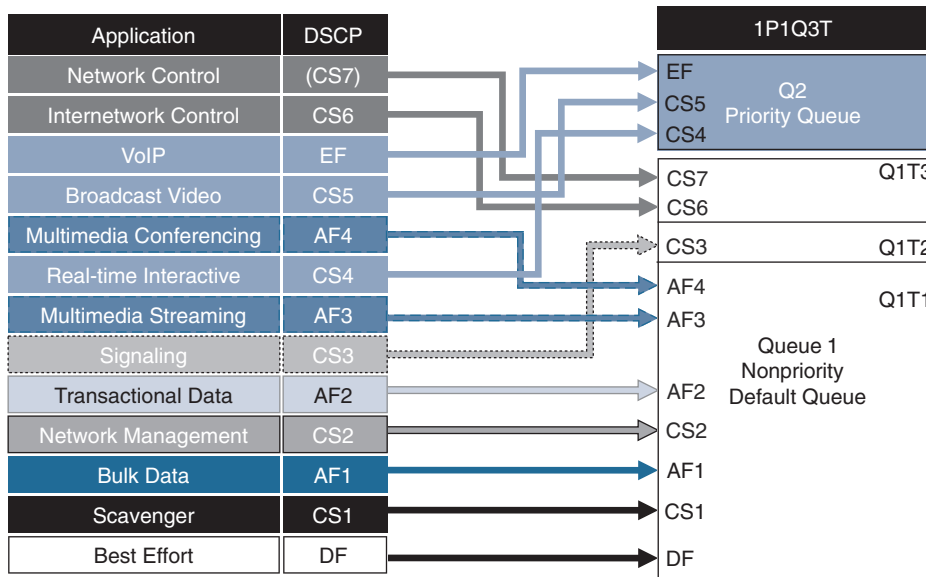 Application DSCP
Network Control (CS7)
Internetwork Control CS6
VoIP EF
Broadcast Video CS5
Multimedia Conferencing AF4
Real-time Interactive CS4
Multimedia Streaming AF3
Signaling CS3
Transactional Data AF2
Network Management CS2
Bulk Data AF1
Scavenger CS1
Best Effort DF
1P1Q3T
EF
CS5
CS4
Q2
Priority Queue
CS7 Q1T3
CS6
CS3 Q1T2
AF4 Q1T1
AF3
Queue 1
Nonpriority
Default Queue
AF2
CS2
AF1
CS1
DF